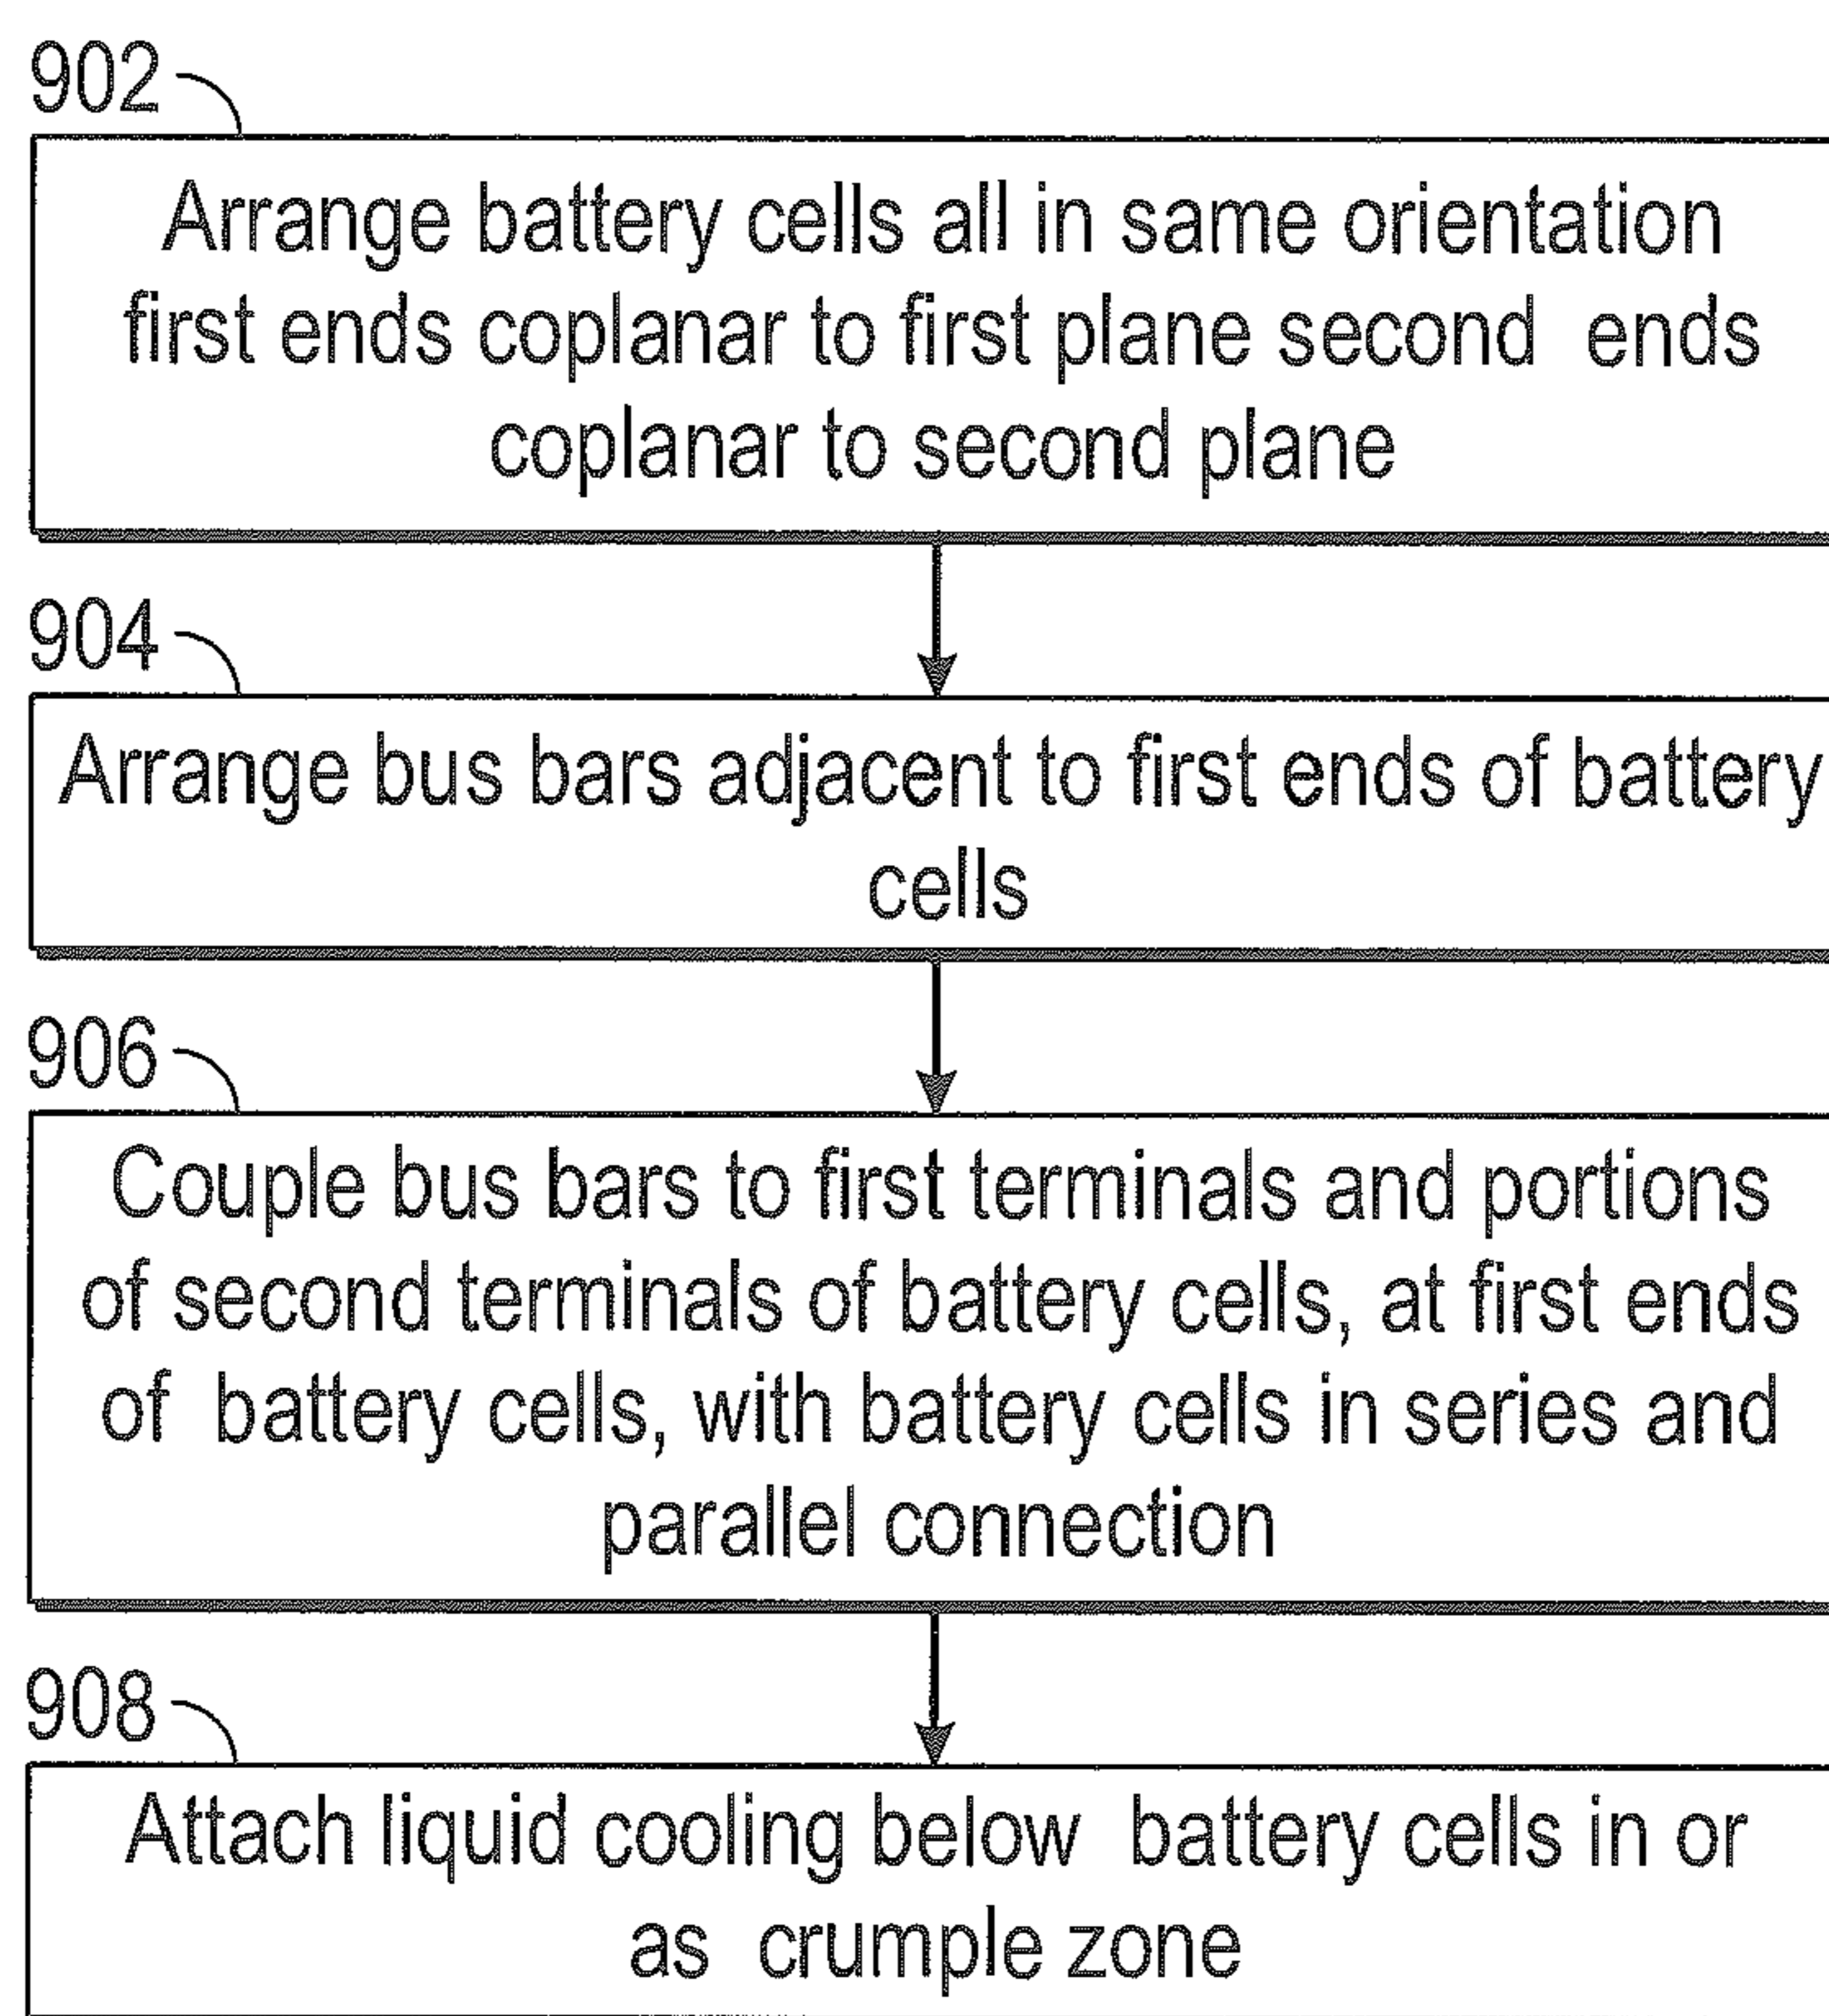 902
Arrange battery cells all in same orientation
first ends coplanar to first plane second ends
coplanar to second plane
904
Arrange bus bars adjacent to first ends of battery
cells
906
Couple bus bars to first terminals and portions
of second terminals of battery cells, at first ends
of battery cells, with battery cells in series and
parallel connection
908
Attach liquid cooling below battery cells in or
as crumple zone